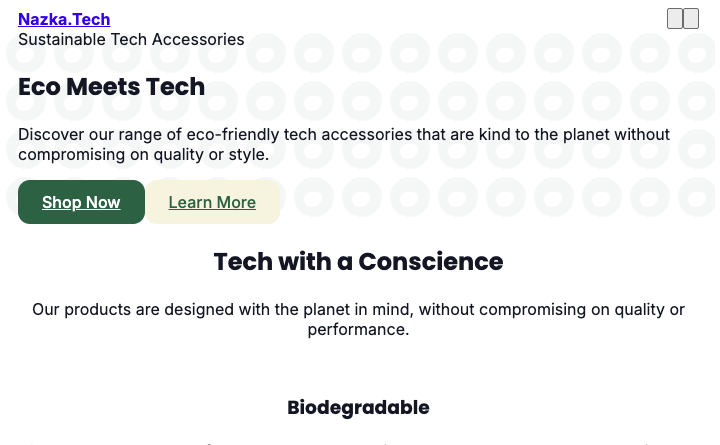 Nazka.Tech
Sustainable Tech Accessories
Eco Meets Tech
Discover our range of eco-friendly tech accessories that are kind to the planet without
compromising on quality or style.
Shop Now
Learn More
Tech with a Conscience
Our products are designed with the planet in mind, without compromising on quality or
performance.
Biodegradable